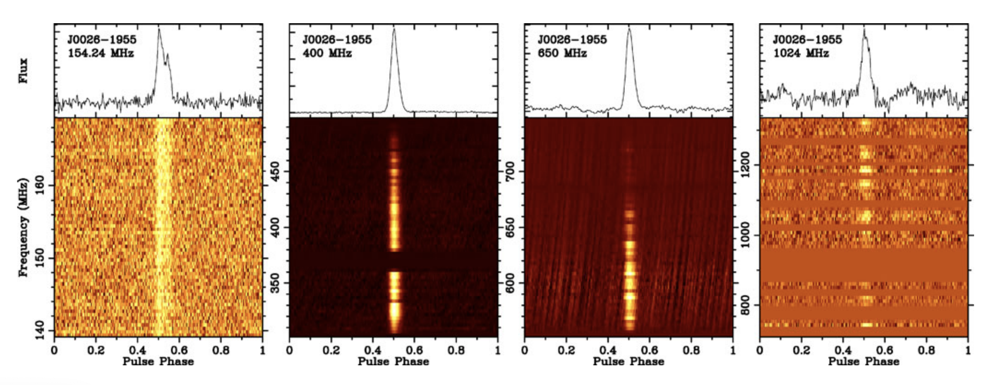 J0026−1955
154.24 MHz
J0026−1955
400 MHz
J0026−1955
650 MHz
J0026−1955
1024 MHz
Flux
Frequency (MHz)
160
150
140
450
400
350
700
650
600
1200
1000
800
0 0.2 0.4 0.6 0.8 1
Pulse Phase
0 0.2 0.4 0.6 0.8 1
Pulse Phase
0 0.2 0.4 0.6 0.8 1
Pulse Phase
0 0.2 0.4 0.6 0.8 1
Pulse Phase